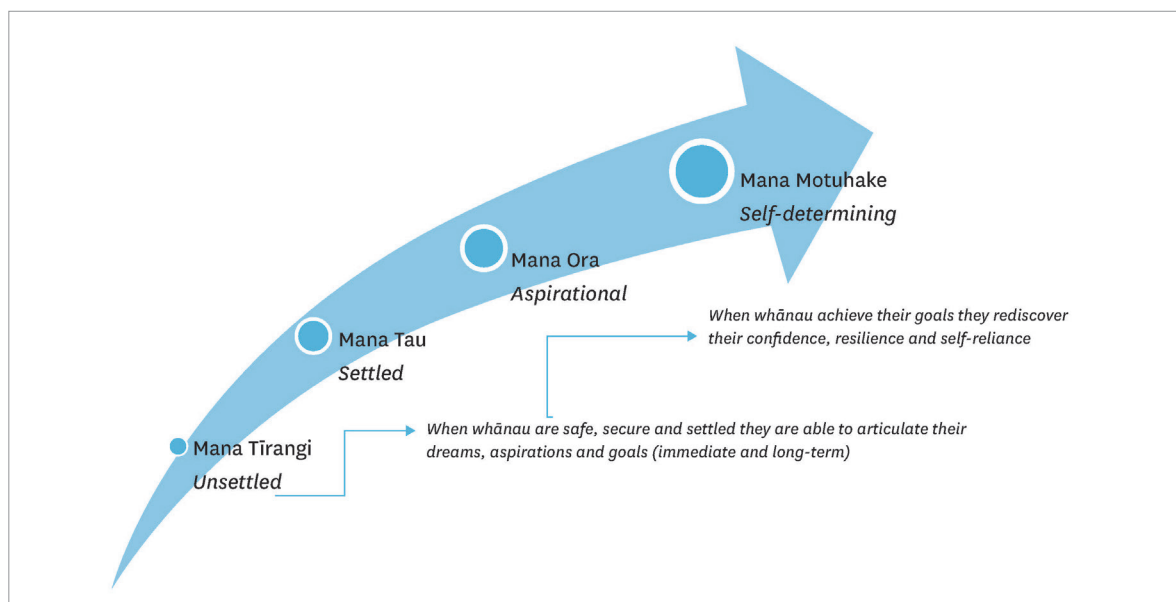 Mana Motuhake
Self-determining
Mana Ora
Aspirational
Mana Tau
Settled
Mana Tīrangi
Unsettled
When whānau are safe, secure and settled they are able to articulate their
dreams, aspirations and goals (immediate and long-term)
When whānau achieve their goals they rediscover
their confidence, resilience and self-reliance